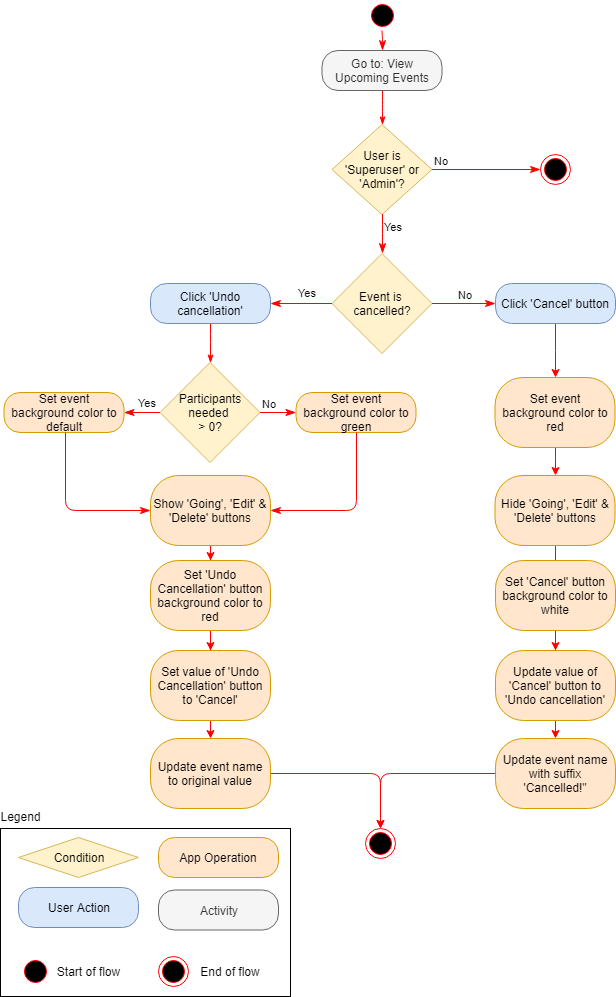 Go to: View
Upcoming Events
User is
'Superuser' or
'Admin'?
No
Yes
Event is
cancelled?
Yes
No
Click 'Undo
cancellation'
Click 'Cancel' button
Participants
needed
> 0?
Yes
No
Set event
background color to
default
Set event
background color to
green
Set event
background color to
red
Show 'Going', 'Edit' &
'Delete' buttons
Hide 'Going', 'Edit' &
'Delete' buttons
Set 'Undo
Cancellation' button
background color to
red
Set 'Cancel' button
background color to
white
Set value of 'Undo
Cancellation' button
to 'Cancel'
Update value of
'Cancel' button to
'Undo cancellation'
Update event name
to original value
Update event name
with suffix
'Cancelled!"
Legend
Condition
App Operation
User Action
Activity
Start of flow
End of flow